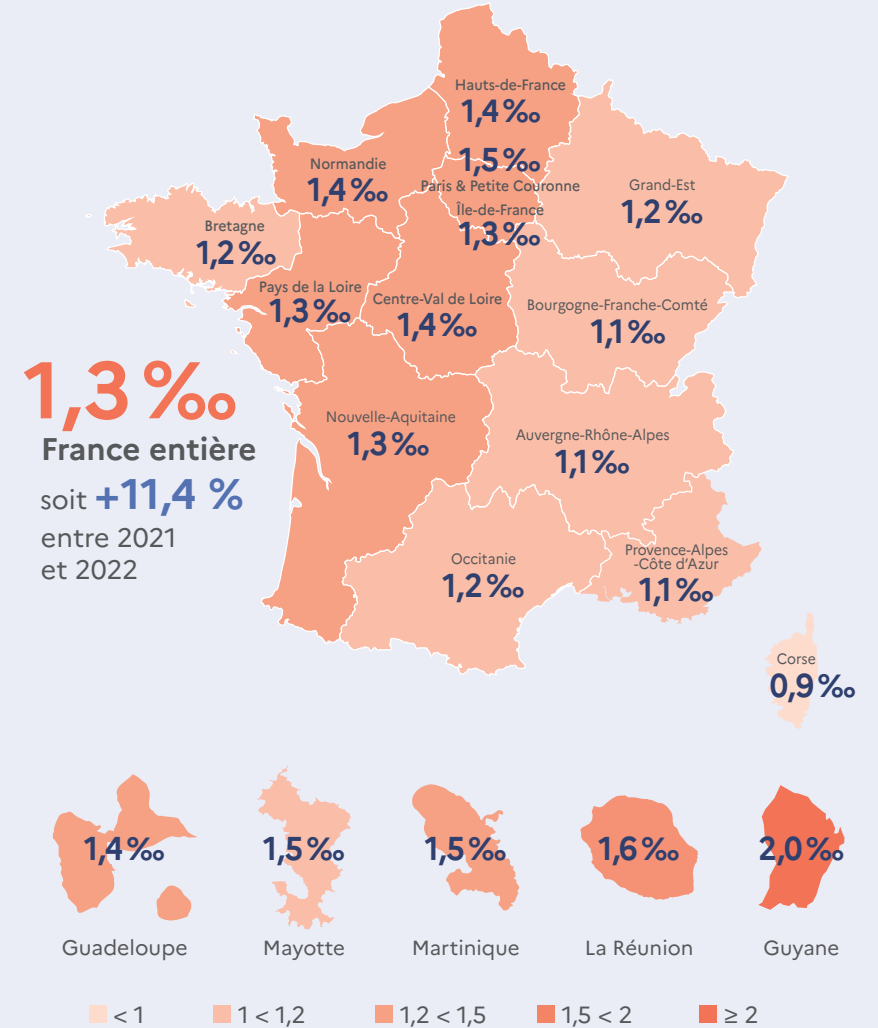 Hauts-de-France
1,4 ‰
1,5 ‰
Paris & Petite Couronne
Île-de-France
1,3 ‰
Normandie
1,4 ‰
Grand-Est
1,2 ‰
Bretagne
1,2 ‰
Pays de la Loire
1,3 ‰
Centre-Val de Loire
1,4 ‰
Bourgogne-Franche-Comté
1,1 ‰
1,3 ‰
France entière
soit +11,4 %
entre 2021
et 2022
Nouvelle-Aquitaine
1,3 ‰
Auvergne-Rhône-Alpes
1,1 ‰
Occitanie
1,2 ‰
Provence-Alpes
-Côte d'Azur
1,1 ‰
Corse
0,9 ‰
1,4 ‰
Guadeloupe
1,5 ‰
Mayotte
1,5 ‰
Martinique
1,6 ‰
La Réunion
2,0 ‰
Guyane
< 1
1 < 1,2
1,2 < 1,5
1,5 < 2
≥ 2